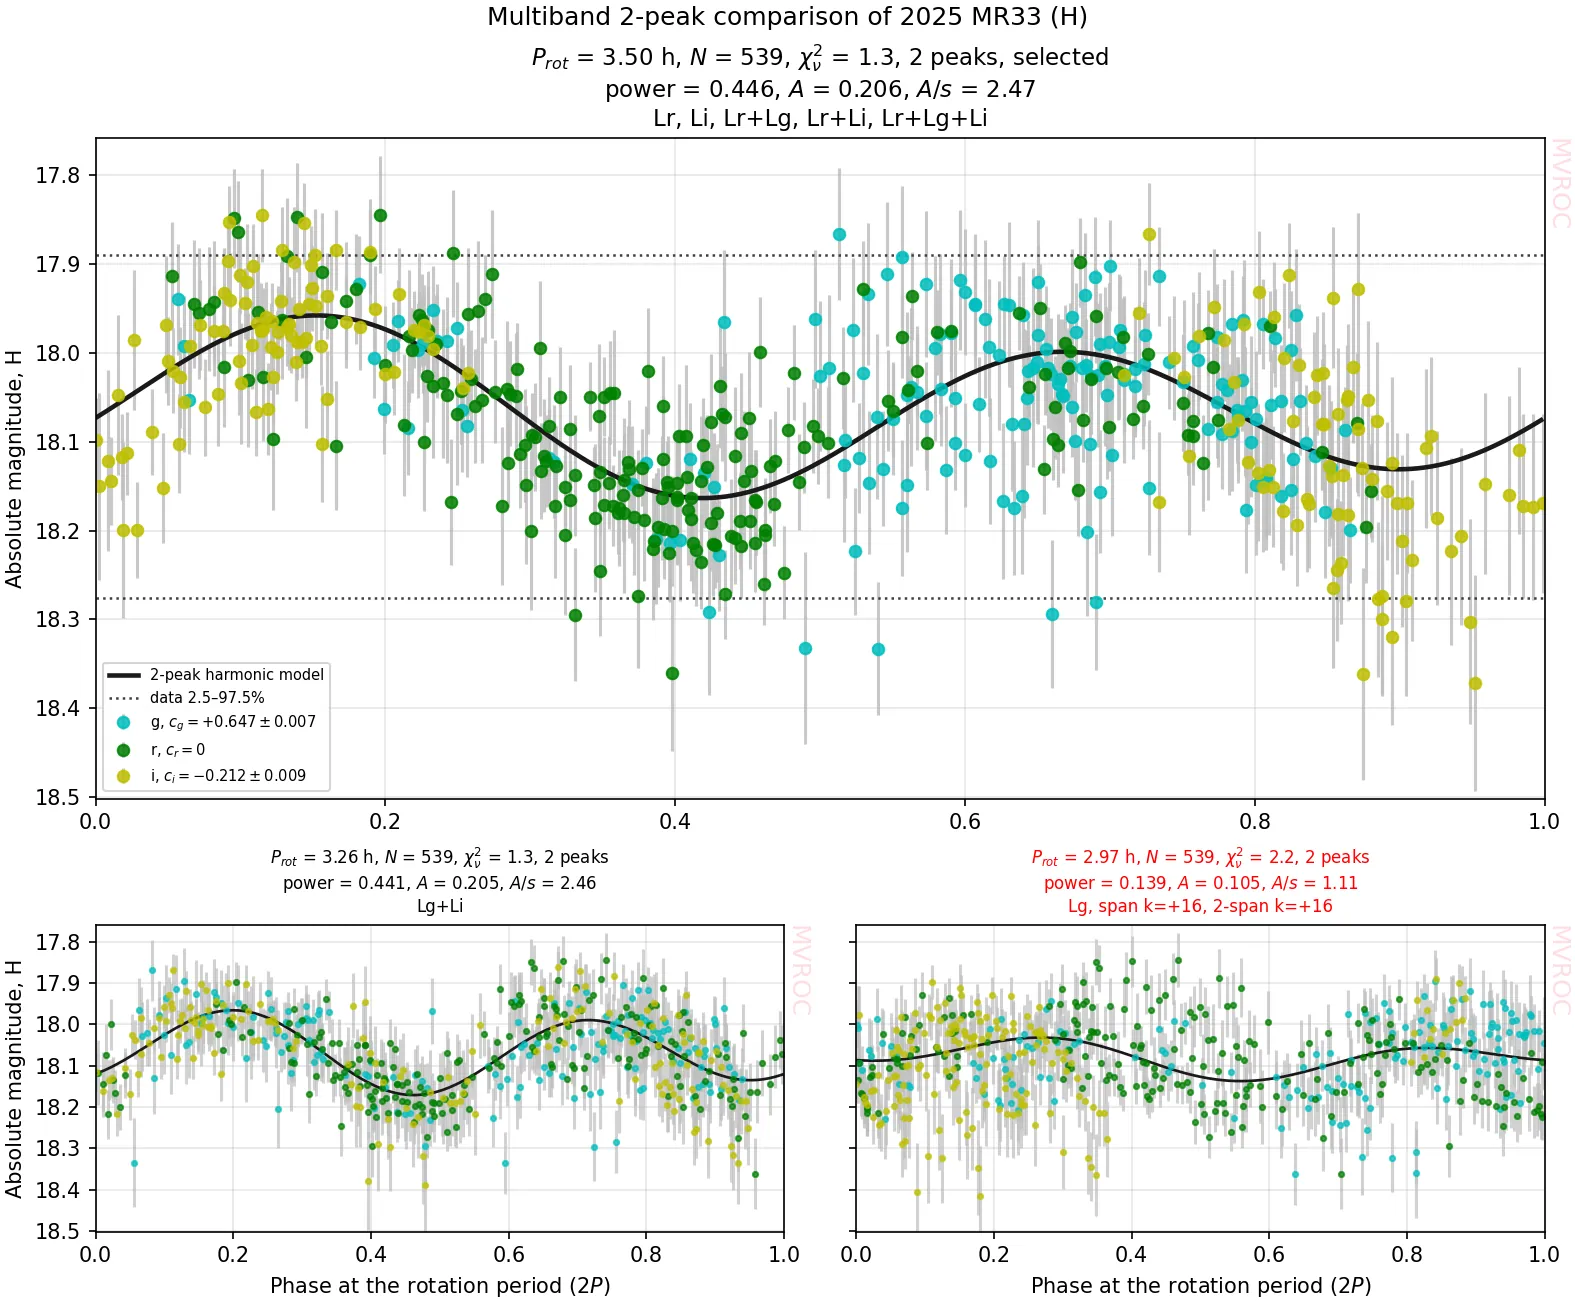 Multiband 2-peak comparison of 2025 MR33 (H)
P_rot = 3.50 h, N = 539, χ²_ν = 1.3, 2 peaks, selected
power = 0.446, A = 0.206, A/s = 2.47
Lr, Li, Lr+Lg, Lr+Li, Lr+Lg+Li
MVROC
Absolute magnitude, H
17.8
17.9
18.0
18.1
18.2
18.3
18.4
18.5
2-peak harmonic model
data 2.5–97.5%
g, c_g = +0.647 ± 0.007
r, c_r = 0
i, c_i = −0.212 ± 0.009
0.0 0.2 0.4 0.6 0.8 1.0
P_rot = 3.26 h, N = 539, χ²_ν = 1.3, 2 peaks
power = 0.441, A = 0.205, A/s = 2.46
Lg+Li
MVROC
Absolute magnitude, H
17.8
17.9
18.0
18.1
18.2
18.3
18.4
18.5
0.0 0.2 0.4 0.6 0.8 1.0
Phase at the rotation period (2P)
P_rot = 2.97 h, N = 539, χ²_ν = 2.2, 2 peaks
power = 0.139, A = 0.105, A/s = 1.11
Lg, span k=+16, 2-span k=+16
MVROC
0.0 0.2 0.4 0.6 0.8 1.0
Phase at the rotation period (2P)